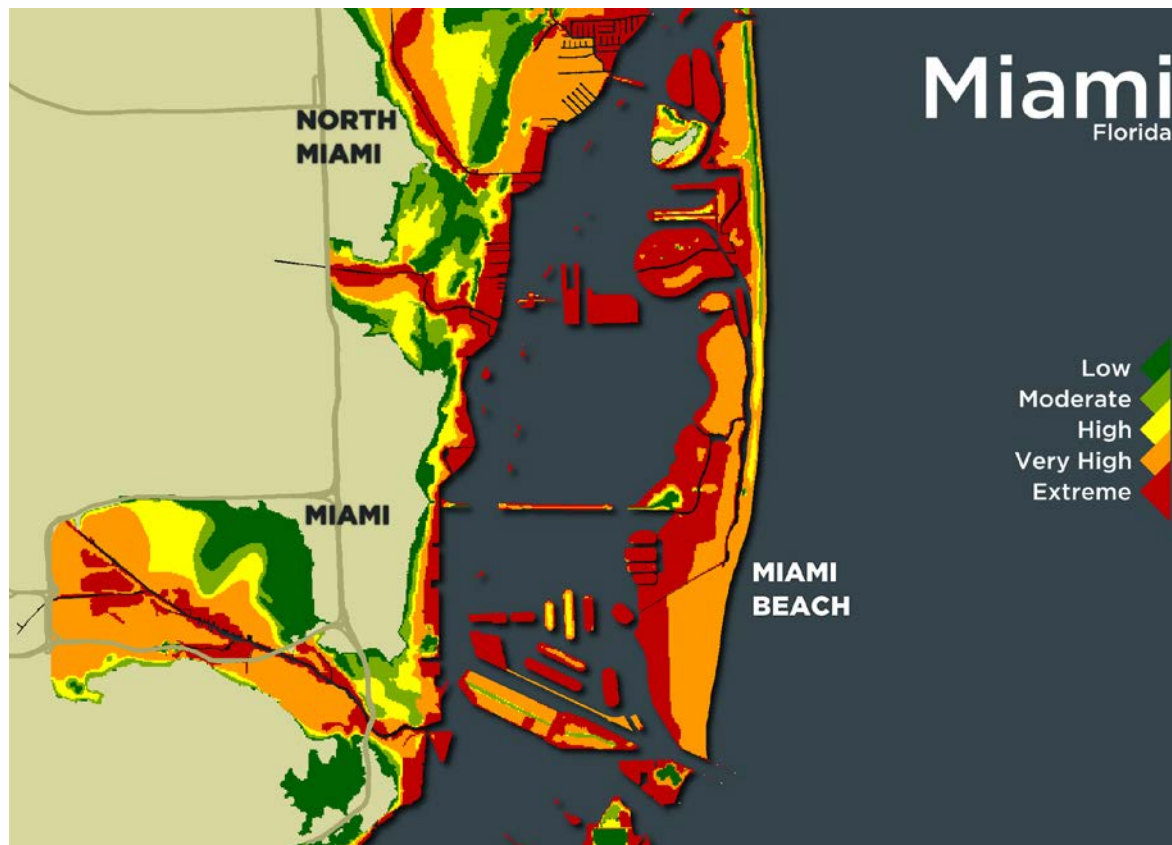 Miami
Florida
NORTH
MIAMI
Low
Moderate
High
Very High
Extreme
MIAMI
MIAMI
BEACH